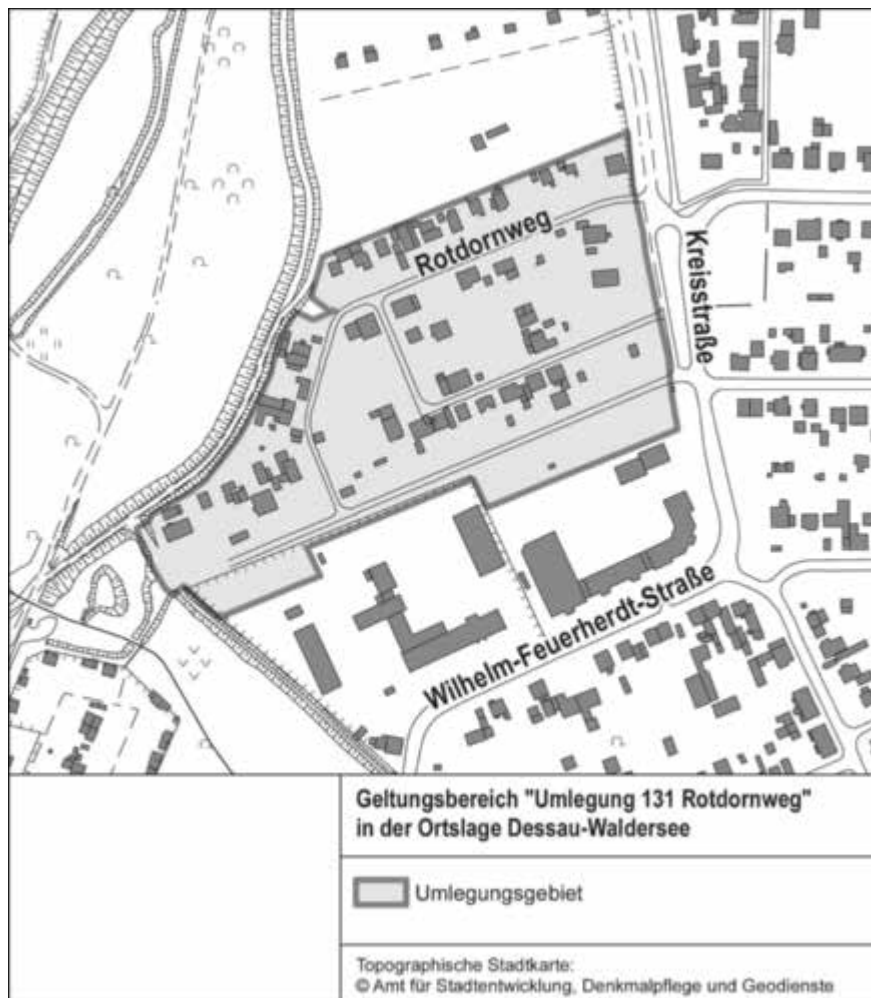 Rotdornweg
Kreisstraße
Wilhelm-Feuerherdt-Straße
Geltungsbereich "Umlegung 131 Rotdornweg"
in der Ortslage Dessau-Waldersee
Umlegungsgebiet
Topographische Stadtkarte:
© Amt für Stadtentwicklung, Denkmalpflege und Geodienste